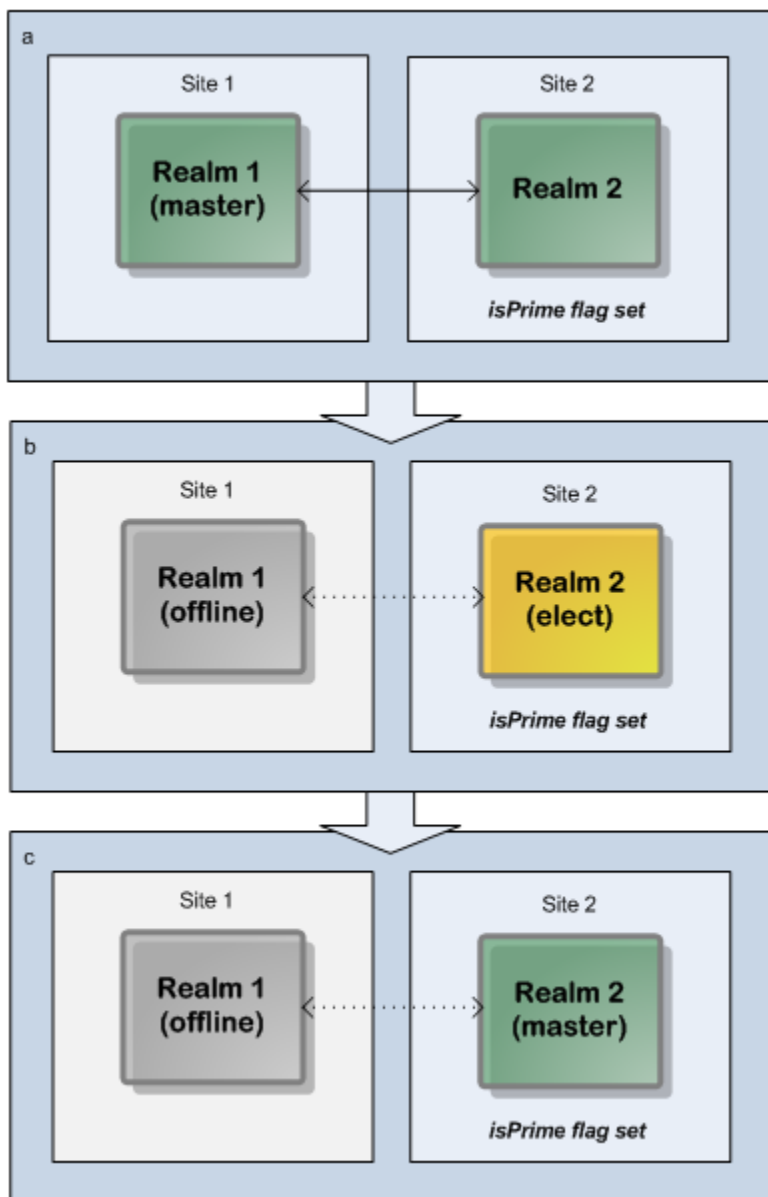 a
Site 1
Site 2
Realm 1
(master)
Realm 2
isPrime flag set
b
Site 1
Site 2
Realm 1
(offline)
Realm 2
(elect)
isPrime flag set
c
Site 1
Site 2
Realm 1
(offline)
Realm 2
(master)
isPrime flag set